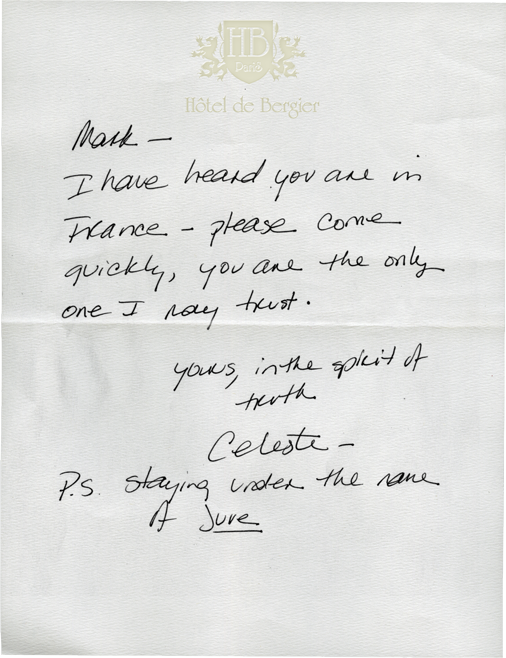 HB
Paris
Hôtel de Bergier
Mark -
I have heard you are in
France - please come
quickly, you are the only
one I may trust.
yours, in the spirit of
truth
Celeste -
P.S. staying under the name
of Juve